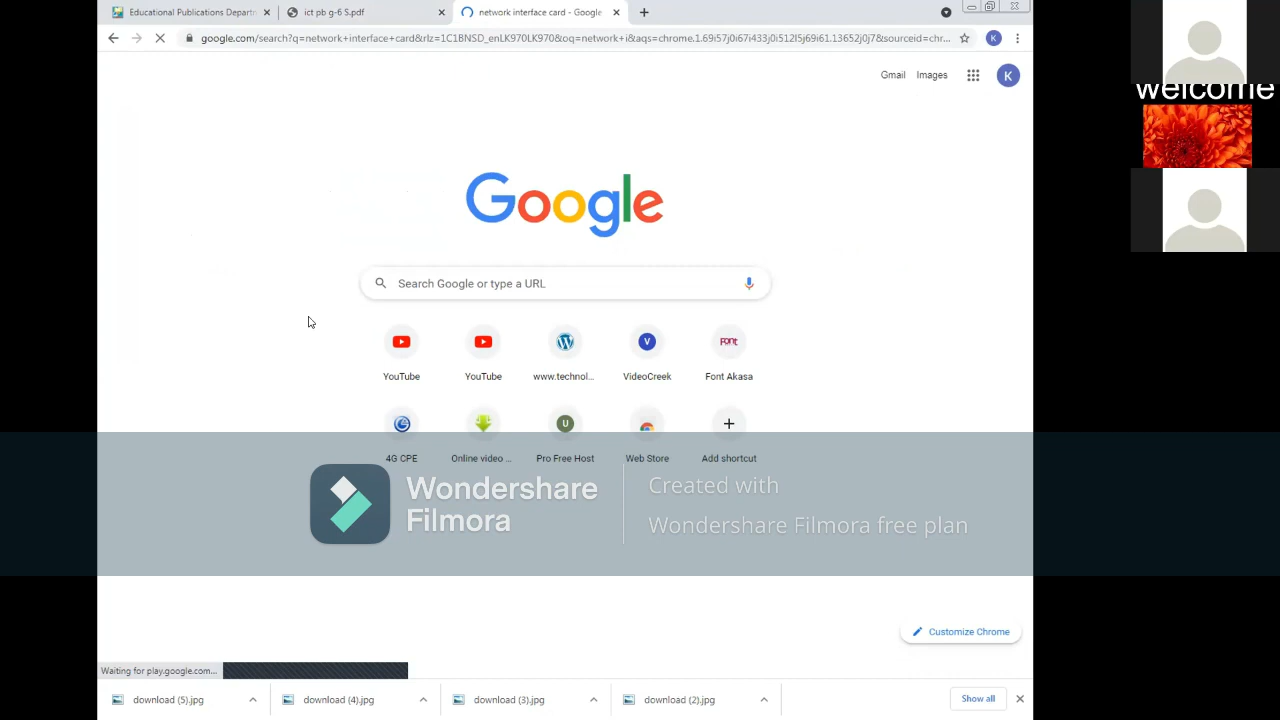 Educational Publications Departm
ict pb g-6 S.pdf
network interface card - Google
google.com/search?q=network+interface+card&rlz=1C1BNSD_enLK970LK970&oq=network+i&aqs=chrome.1.69i57j0i67i433j0i512l5j69i61.13652j0j7&sourceid=chr...
K
Gmail
Images
K
welcome
Google
Search Google or type a URL
YouTube
YouTube
www.technol...
VideoCreek
Font Akasa
4G CPE
Online video ...
Pro Free Host
Web Store
Add shortcut
Wondershare
Filmora
Created with
Wondershare Filmora free plan
Customize Chrome
Waiting for play.google.com...
download (5).jpg
download (4).jpg
download (3).jpg
download (2).jpg
Show all